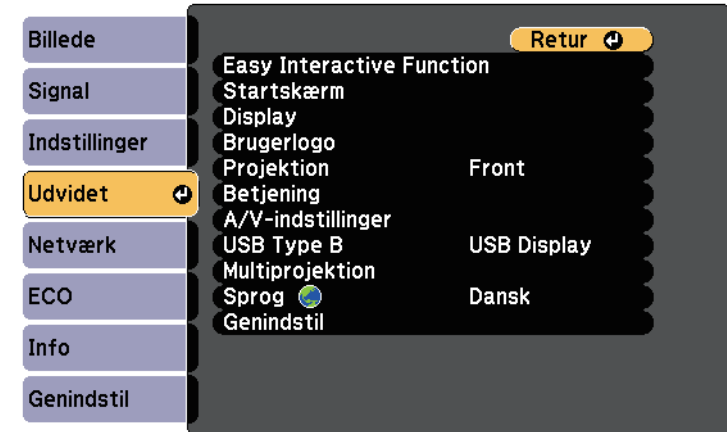 Billede
Signal
Indstillinger
Udvidet
Netværk
ECO
Info
Genindstil
Retur
Easy Interactive Function
Startskærm
Display
Brugerlogo
Projektion Front
Betjening
A/V-indstillinger
USB Type B USB Display
Multiprojektion
Sprog Dansk
Genindstil